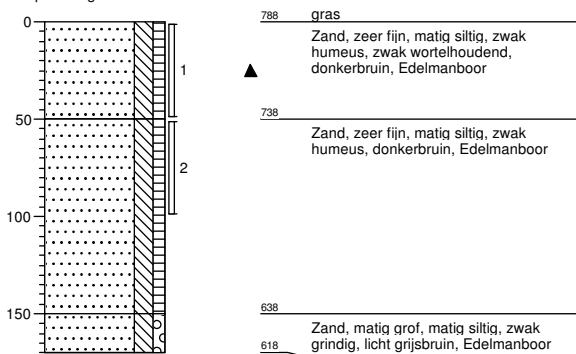 0
50
100
150
1
2
788 gras
Zand, zeer fijn, matig siltig, zwak
humeus, zwak wortelhoudend,
donkerbruin, Edelmanboor
738
Zand, zeer fijn, matig siltig, zwak
humeus, donkerbruin, Edelmanboor
638
Zand, matig grof, matig siltig, zwak
grindig, licht grijsbruin, Edelmanboor
618